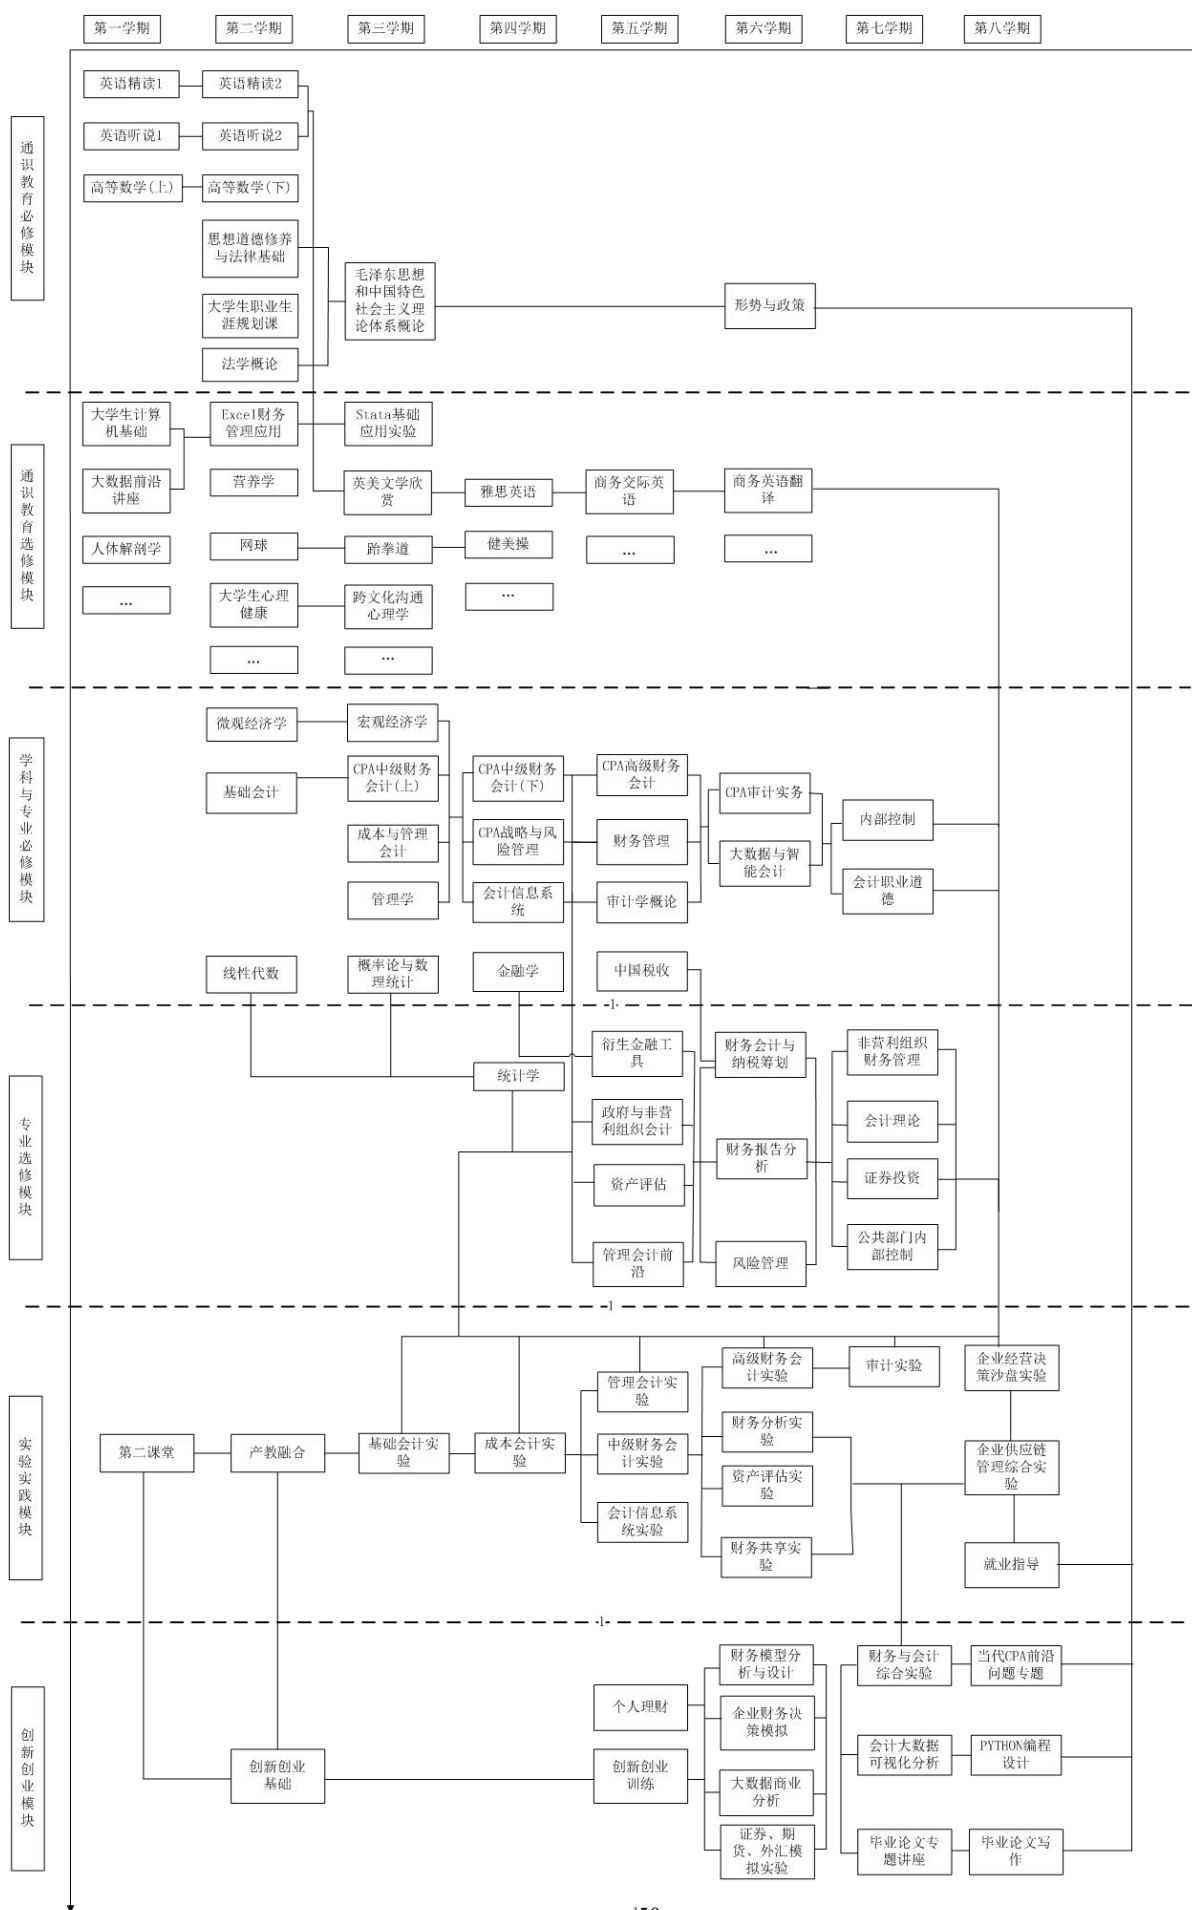 第一学期
第二学期
第三学期
第四学期
第五学期
第六学期
第七学期
第八学期
通识教育必修模块
英语精读1
英语精读2
英语听说1
英语听说2
高等数学(上)
高等数学(下)
思想道德修养
与法律基础
大学生职业生
涯规划课
法学概论
毛泽东思想
和中国特色
社会主义理
论体系概论
形势与政策
通识教育选修模块
大学生计算
机基础
Excel财务
管理应用
Stata基础
应用实验
大数据前沿
讲座
营养学
英美文学欣
赏
雅思英语
商务交际英
语
商务英语翻
译
人体解剖学
网球
跆拳道
健美操
...
...
...
大学生心理
健康
跨文化沟通
心理学
...
...
...
学科与专业必修模块
微观经济学
宏观经济学
基础会计
CPA中级财务
会计(上)
CPA中级财务
会计(下)
CPA高级财务
会计
CPA审计实务
内部控制
成本与管理
会计
CPA战略与风
险管理
财务管理
大数据与智
能会计
会计职业道
德
管理学
会计信息系
统
审计学概论
线性代数
概率论与数
理统计
金融学
中国税收
1
专业选修模块
统计学
衍生金融工
具
财务会计与
纳税筹划
非营利组织
财务管理
政府与非营
利组织会计
会计理论
财务报告分
析
资产评估
证券投资
管理会计前
沿
风险管理
公共部门内
部控制
1
实验实践模块
第二课堂
产教融合
基础会计实
验
成本会计实
验
管理会计实
验
中级财务会
计实验
会计信息系
统实验
高级财务会
计实验
财务分析实
验
资产评估实
验
财务共享实
验
审计实验
企业经营决
策沙盘实验
企业供应链
管理综合实
验
就业指导
1
创新创业模块
创新创业
基础
个人理财
创新创业
训练
财务模型分
析与设计
企业财务决
策模拟
大数据商业
分析
证券、期
货、外汇模
拟实验
财务与会计
综合实验
当代CPA前沿
问题专题
会计大数据
可视化分析
PYTHON编程
设计
毕业论文专
题讲座
毕业论文写
作